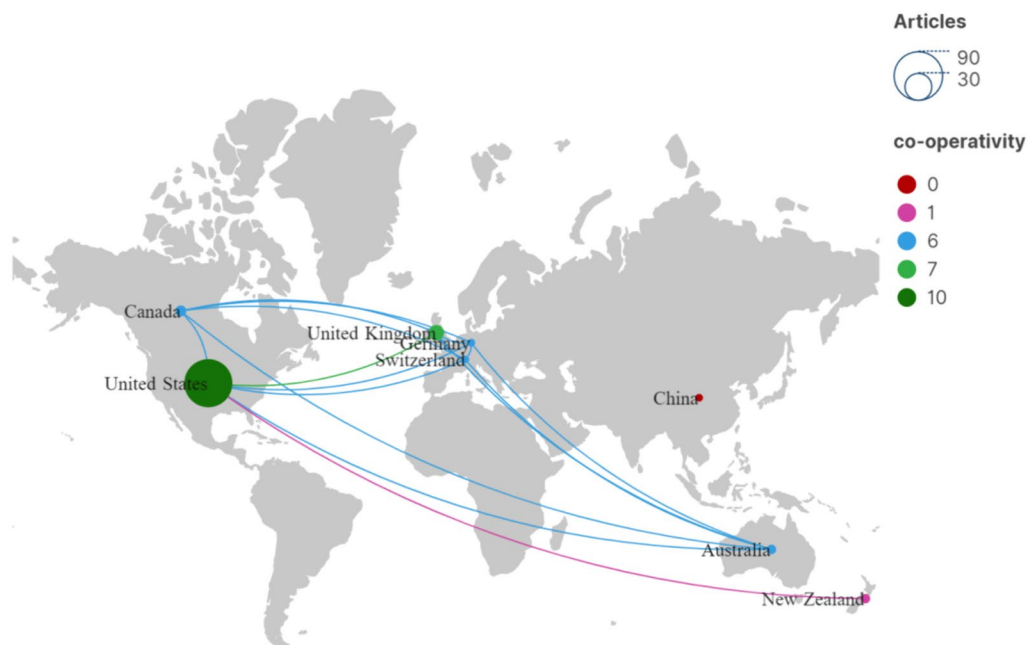 Articles
90
30
co-operativity
0
1
6
7
10
Canada
United Kingdom
Germany
Switzerland
United States
China
Australia
New Zealand